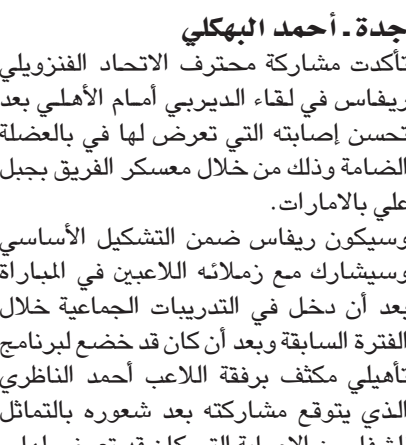 جدة ـ أحمد البهكلي
تأكدت مشاركة محترف الاتحاد الفنزويلي
ريفاس في لقاء الديربي أمام الأهلي بعد
تحسن إصابته التي تعرض لها في بالعضلة
الضامة وذلك من خلال معسكر الفريق بجبل
علي بالامارات.
وسيكون ريفاس ضمن التشكيل الأساسي
وسيشارك مع زملائه اللاعبين في المباراة
بعد أن دخل في التدريبات الجماعية خلال
الفترة السابقة وبعد أن كان قد خضع لبرنامج
تأهيلي مكثف برفقة اللاعب أحمد الناظري
الذي يتوقع مشاركته بعد شعوره بالتماثل